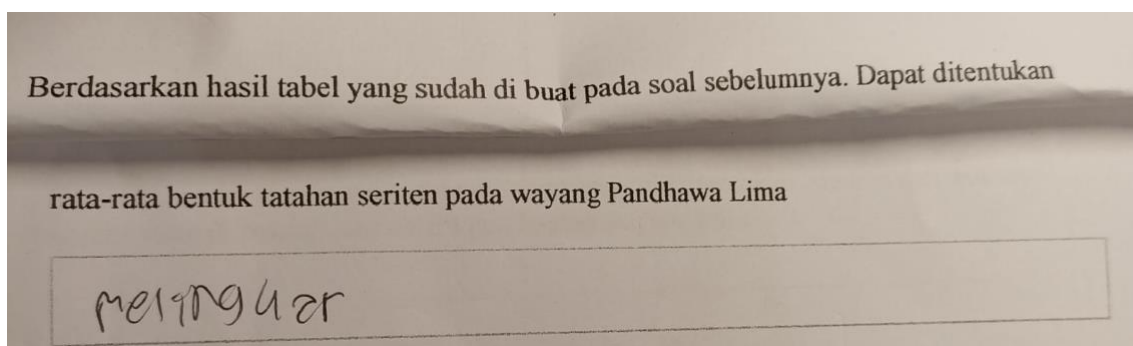 Berdasarkan hasil tabel yang sudah di buat pada soal sebelumnya. Dapat ditentukan
rata-rata bentuk tatahan seriten pada wayang Pandhawa Lima
Melingkar